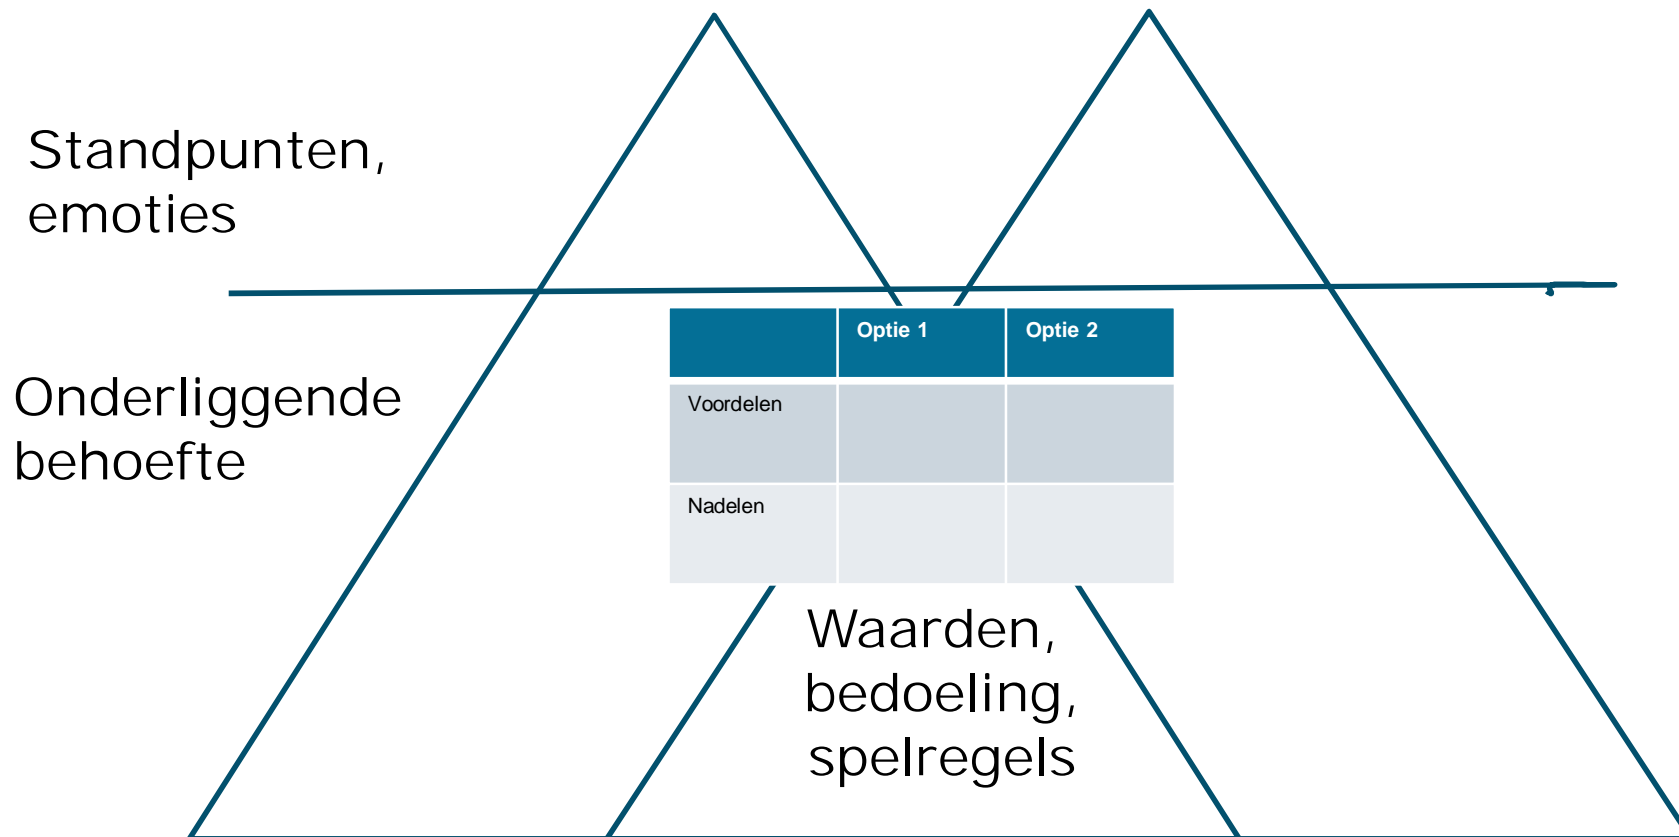 Standpunten,
emoties
Onderliggende
behoefte
Optie 1 Optie 2
Voordelen
Nadelen
Waarden,
bedoeling,
spelregels